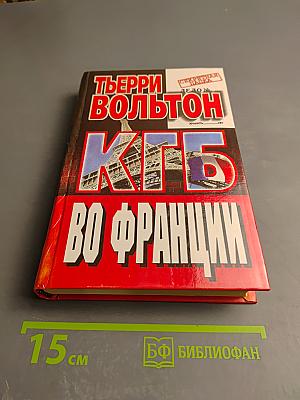 ТЬЕРРИ
ВОЛЬТОН
КГБ
ВО ФРАНЦИИ
15 см
БФ БИБЛИОФАН